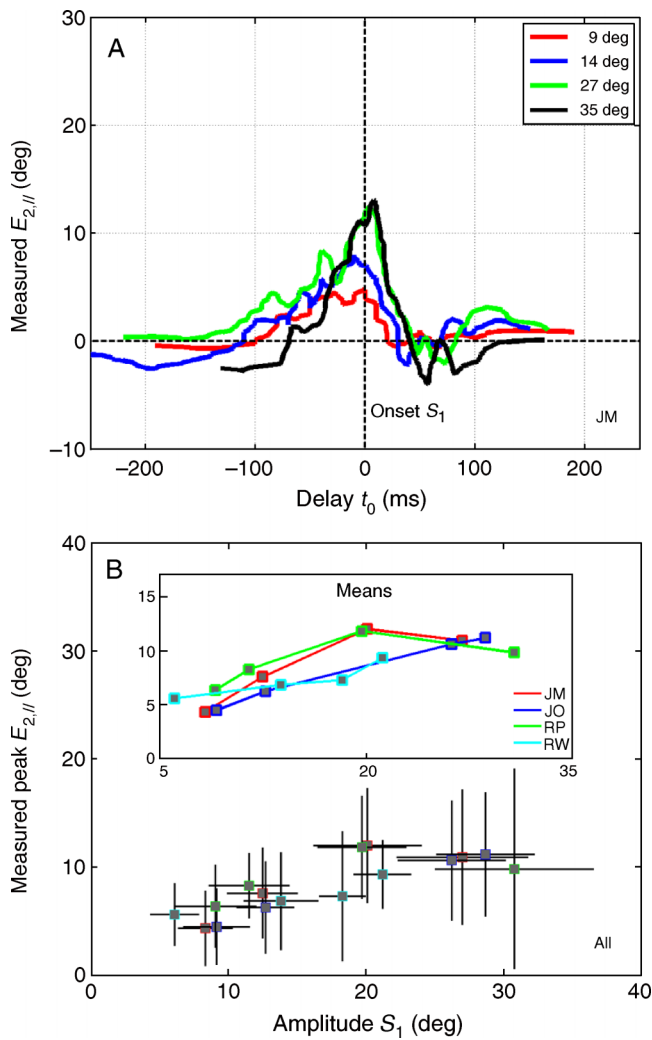 A
30
20
10
0
−10
Measured E2,// (deg)
9 deg
14 deg
27 deg
35 deg
Onset S1
JM
−200
−100
0
100
200
Delay t0 (ms)
B
40
30
20
10
0
Measured peak E2,// (deg)
Means
15
10
5
0
5
20
35
JM
JO
RP
RW
All
0
10
20
30
40
Amplitude S1 (deg)